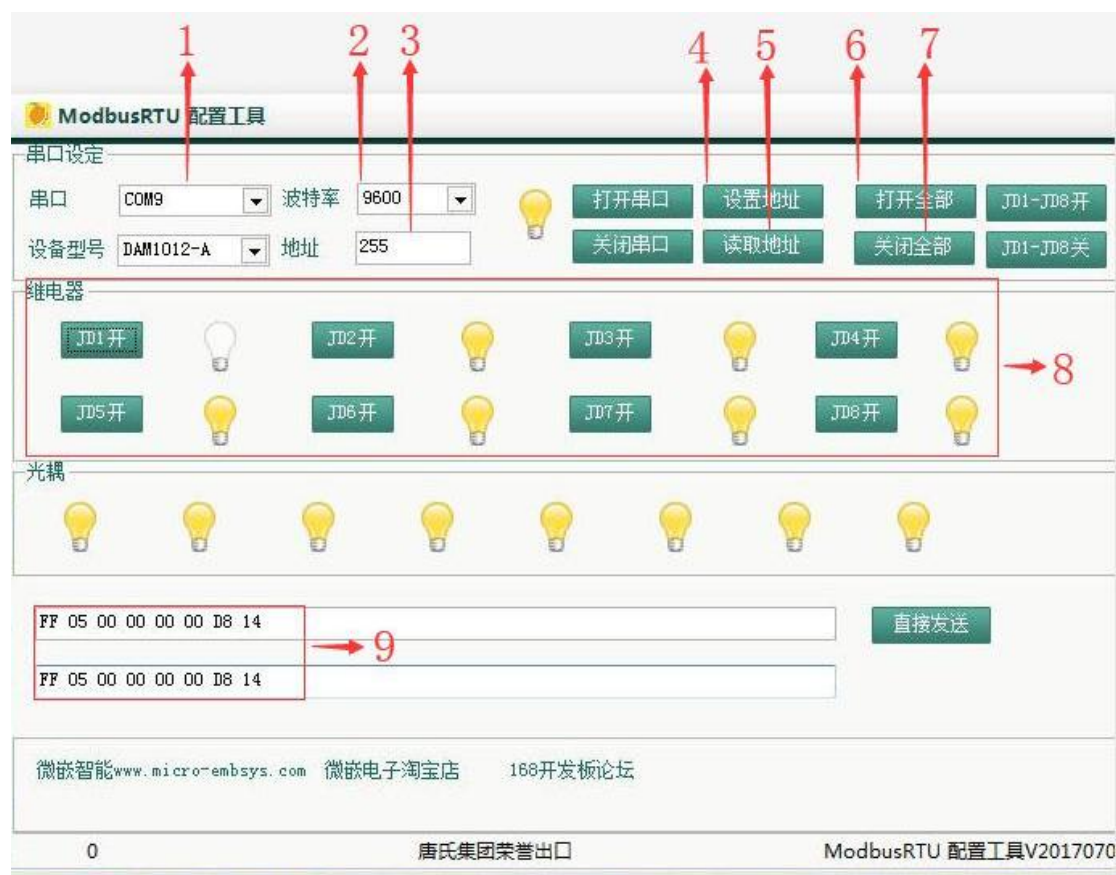 1 2 3 4 5 6 7
ModbusRTU 配置工具
串口设定
串口 COM9 波特率 9600 打开串口 设置地址 打开全部 JD1-JD8开
设备型号 DAM1012-A 地址 255 关闭串口 读取地址 关闭全部 JD1-JD8关
继电器
JD1开 JD2开 JD3开 JD4开
8
JD5开 JD6开 JD7开 JD8开
光耦
FF 05 00 00 00 00 D8 14 直接发送
9
FF 05 00 00 00 00 D8 14
微嵌智能www.micro-embsys.com 微嵌电子淘宝店 168开发板论坛
0 唐氏集团荣誉出口 ModbusRTU 配置工具V2017070